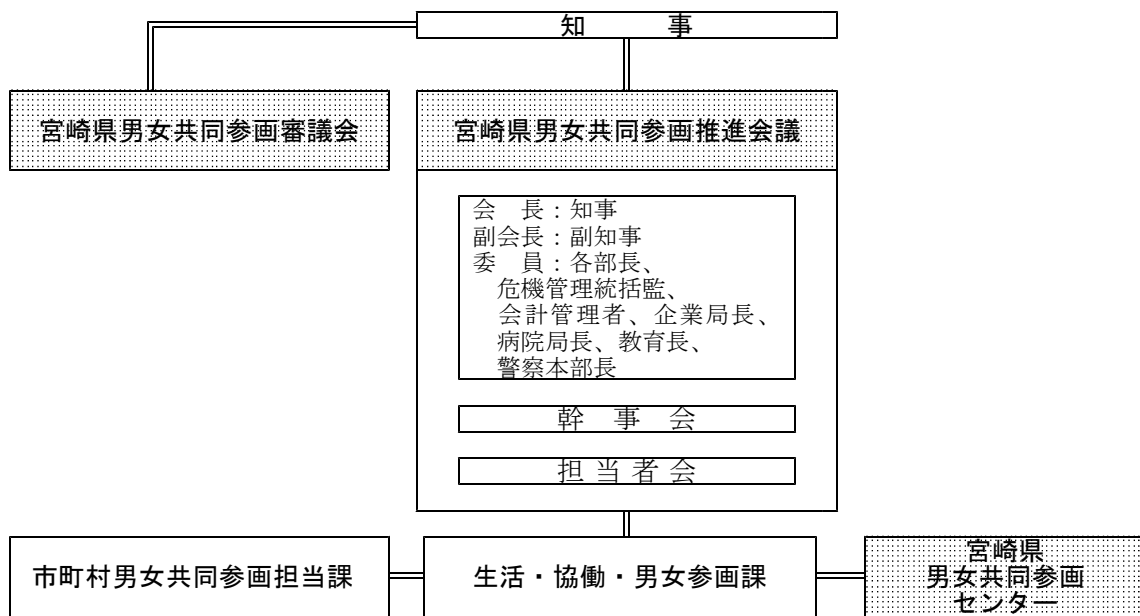 知　　　事
宮崎県男女共同参画審議会
宮崎県男女共同参画推進会議
会　長：知事
副会長：副知事
委　員：各部長、
危機管理統括監、
会計管理者、企業局長、
病院局長、教育長、
警察本部長
幹　事　会
担 当 者 会
市町村男女共同参画担当課
生活・協働・男女参画課
宮崎県
男女共同参画
センター